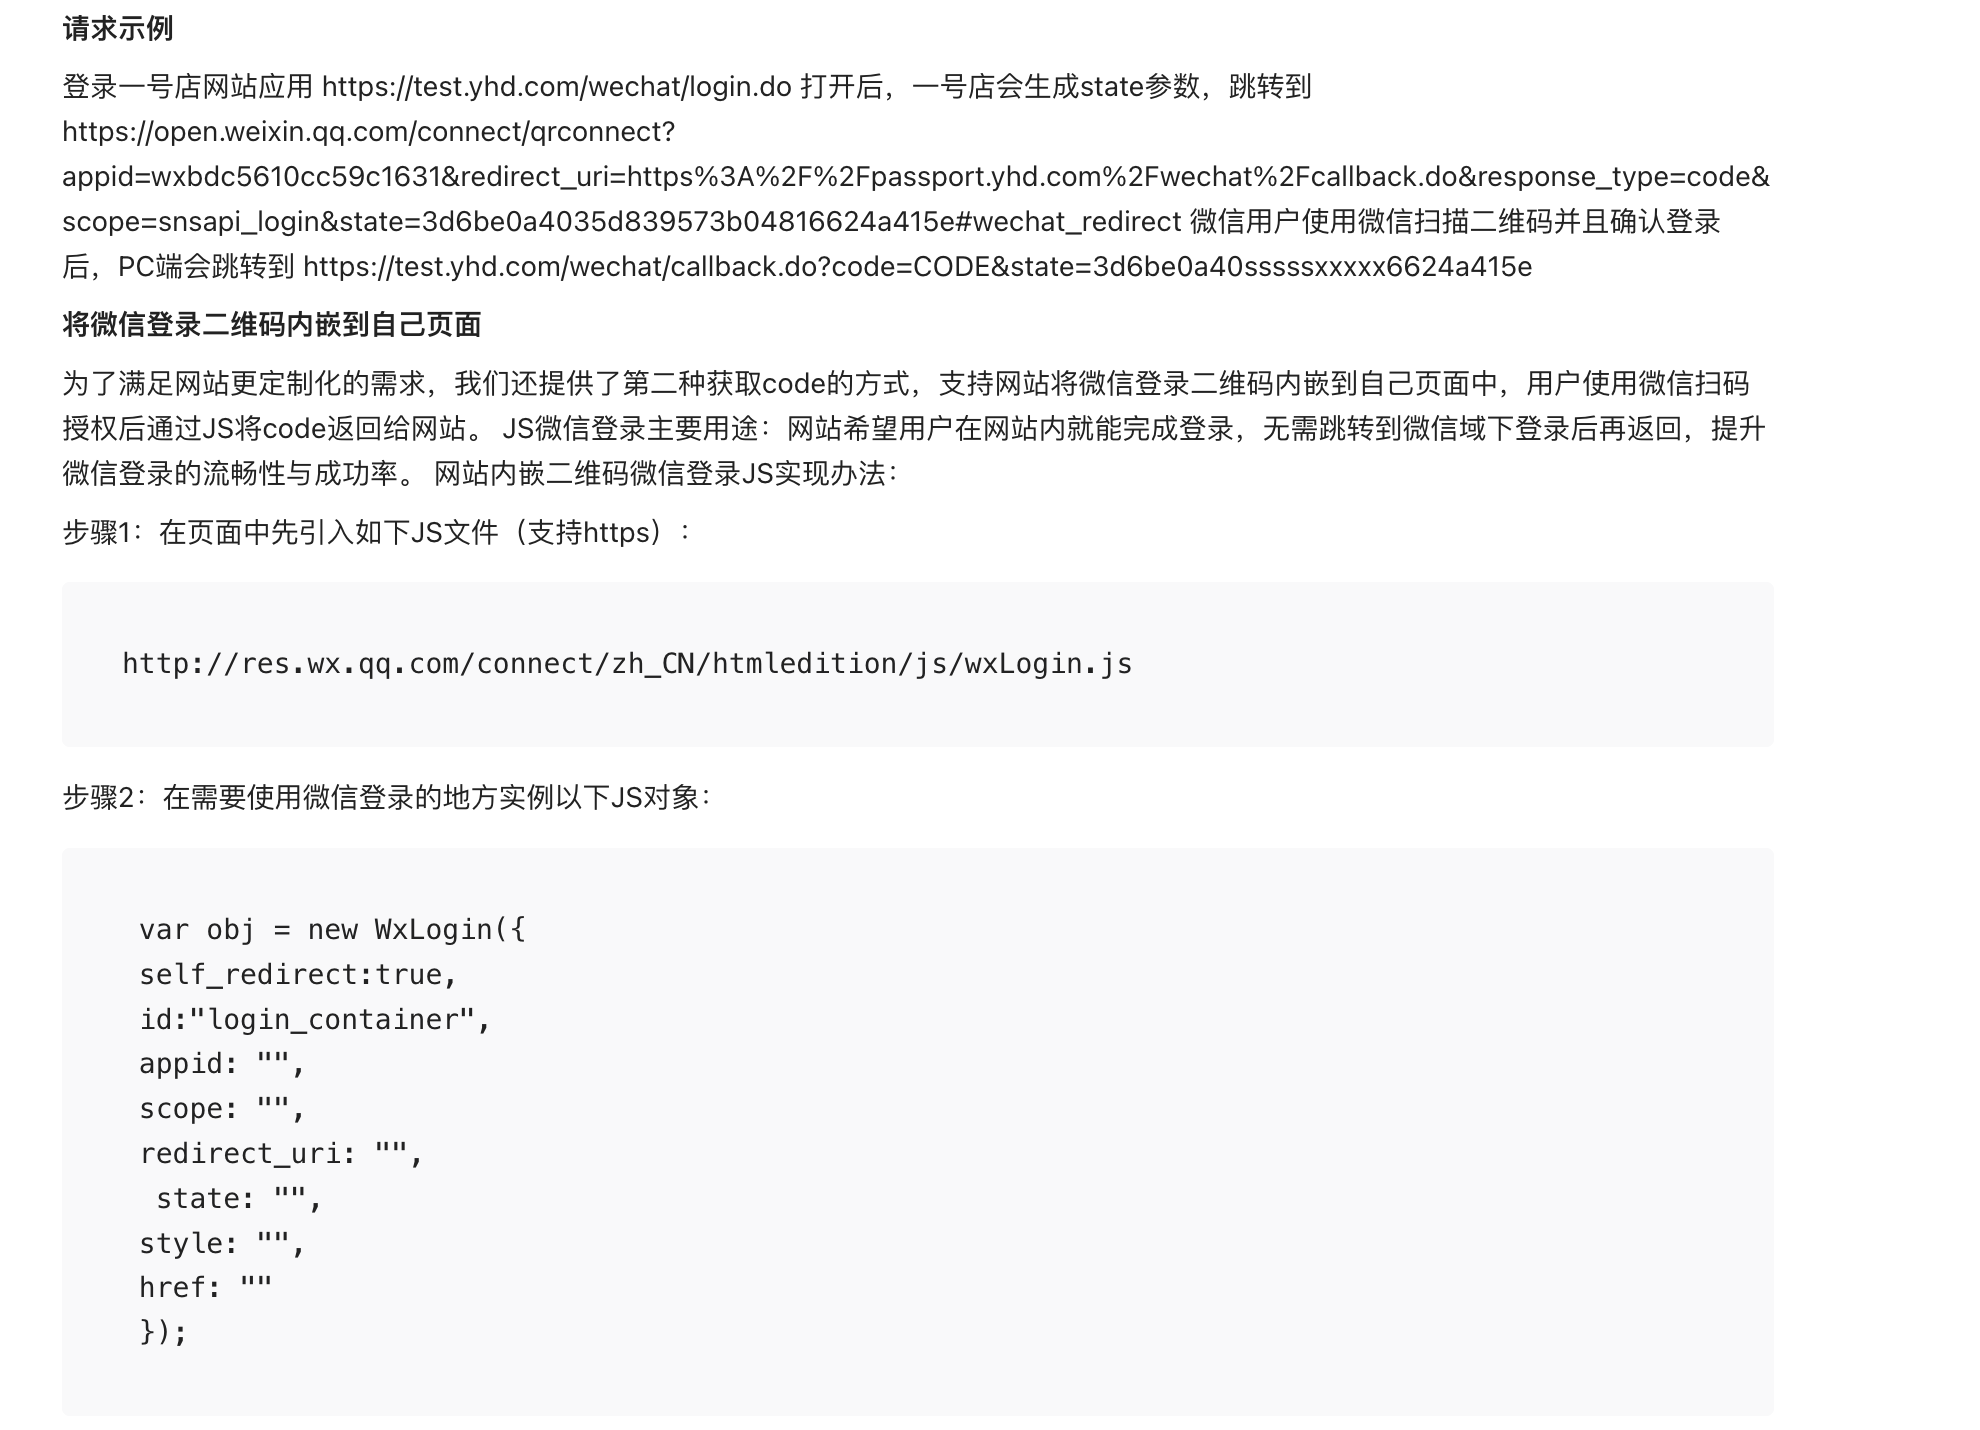 请求示例
登录一号店网站应用 https://test.yhd.com/wechat/login.do 打开后，一号店会生成state参数，跳转到
https://open.weixin.qq.com/connect/qrconnect?
appid=wxbdc5610cc59c1631&redirect_uri=https%3A%2F%2Fpassport.yhd.com%2Fwechat%2Fcallback.do&response_type=code&
scope=snsapi_login&state=3d6be0a4035d839573b04816624a415e#wechat_redirect 微信用户使用微信扫描二维码并且确认登录
后，PC端会跳转到 https://test.yhd.com/wechat/callback.do?code=CODE&state=3d6be0a40sssssxxxxx6624a415e
将微信登录二维码内嵌到自己页面
为了满足网站更定制化的需求，我们还提供了第二种获取code的方式，支持网站将微信登录二维码内嵌到自己页面中，用户使用微信扫码
授权后通过JS将code返回给网站。 JS微信登录主要用途：网站希望用户在网站内就能完成登录，无需跳转到微信域下登录后再返回，提升
微信登录的流畅性与成功率。 网站内嵌二维码微信登录JS实现办法：
步骤1：在页面中先引入如下JS文件（支持https）：
http://res.wx.qq.com/connect/zh_CN/htmledition/js/wxLogin.js
步骤2：在需要使用微信登录的地方实例以下JS对象：
var obj = new WxLogin({
self_redirect:true,
id:"login_container",
appid: "",
scope: "",
redirect_uri: "",
state: "",
style: "",
href: ""
});